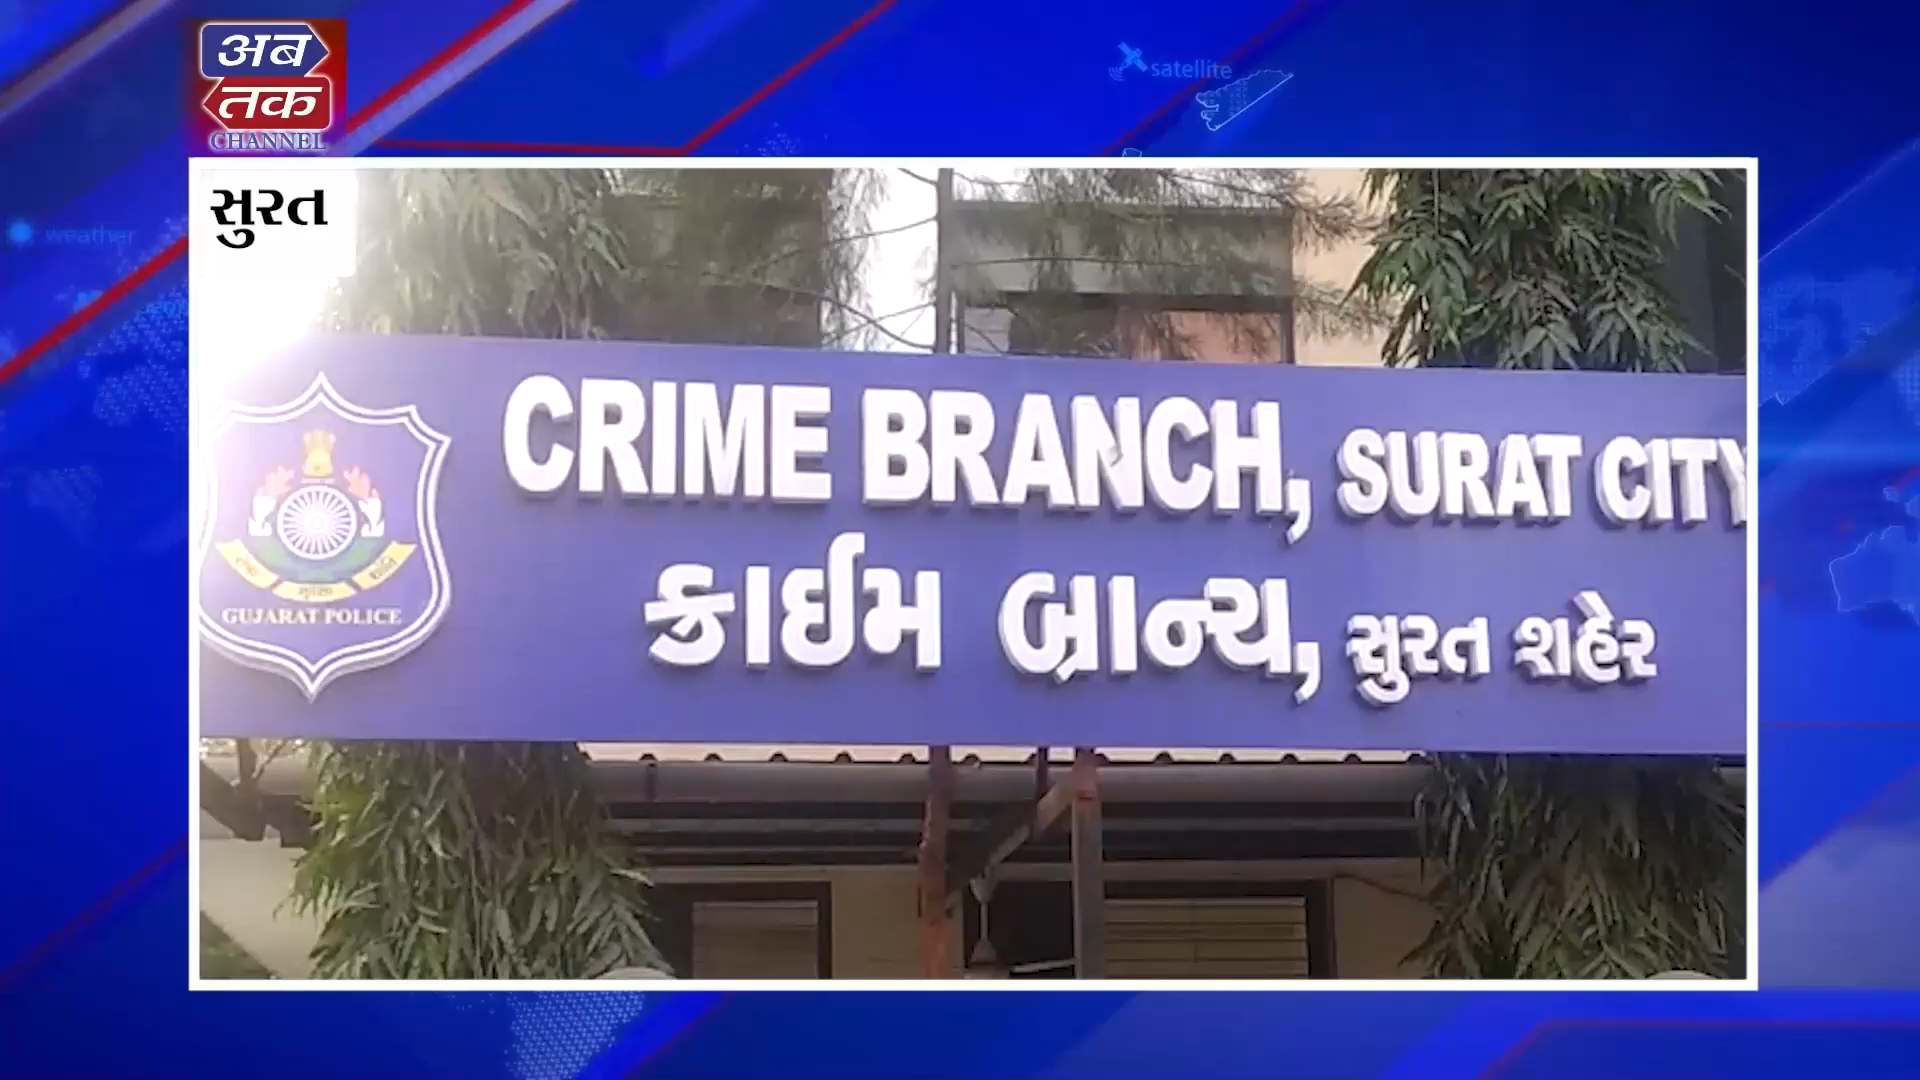 अब
तक
CHANNEL
satellite
weather
સુરત
CRIME BRANCH, SURAT CITY
ક્રાઈમ બ્રાન્ચ, સુરત શહેર
GUJARAT POLICE